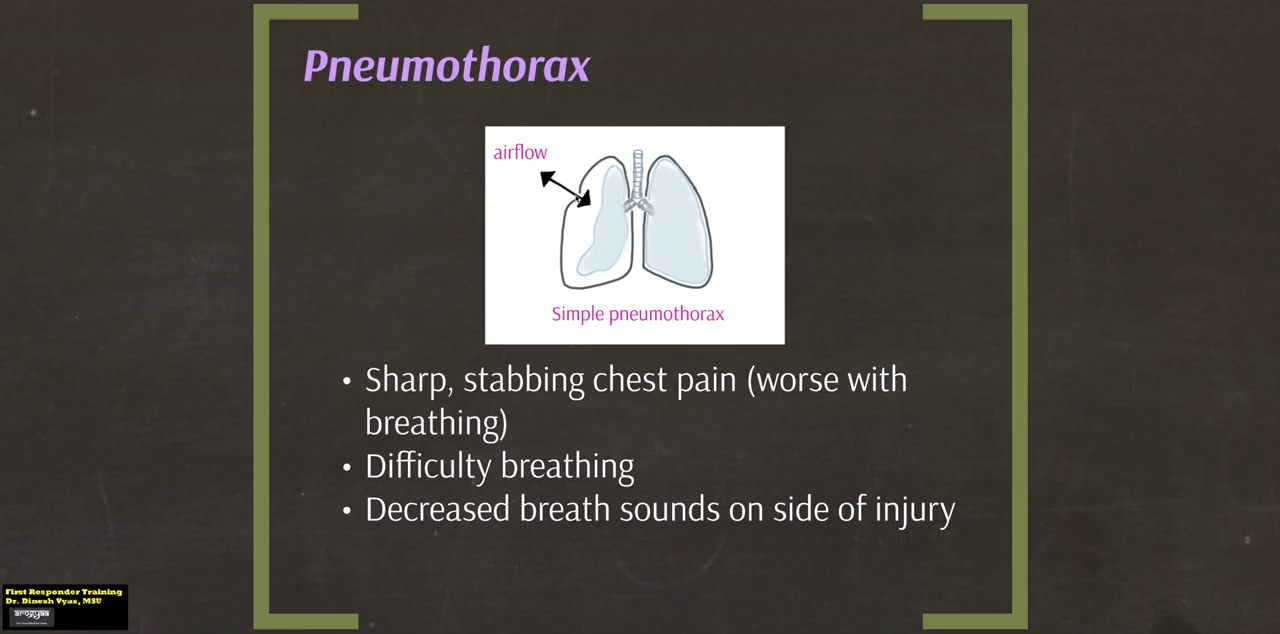 Pneumothorax
airflow
Simple pneumothorax
• Sharp, stabbing chest pain (worse with
breathing)
• Difficulty breathing
• Decreased breath sounds on side of injury
First Responder Training
Dr. Dinesh Vyas, MSU
arogyaa